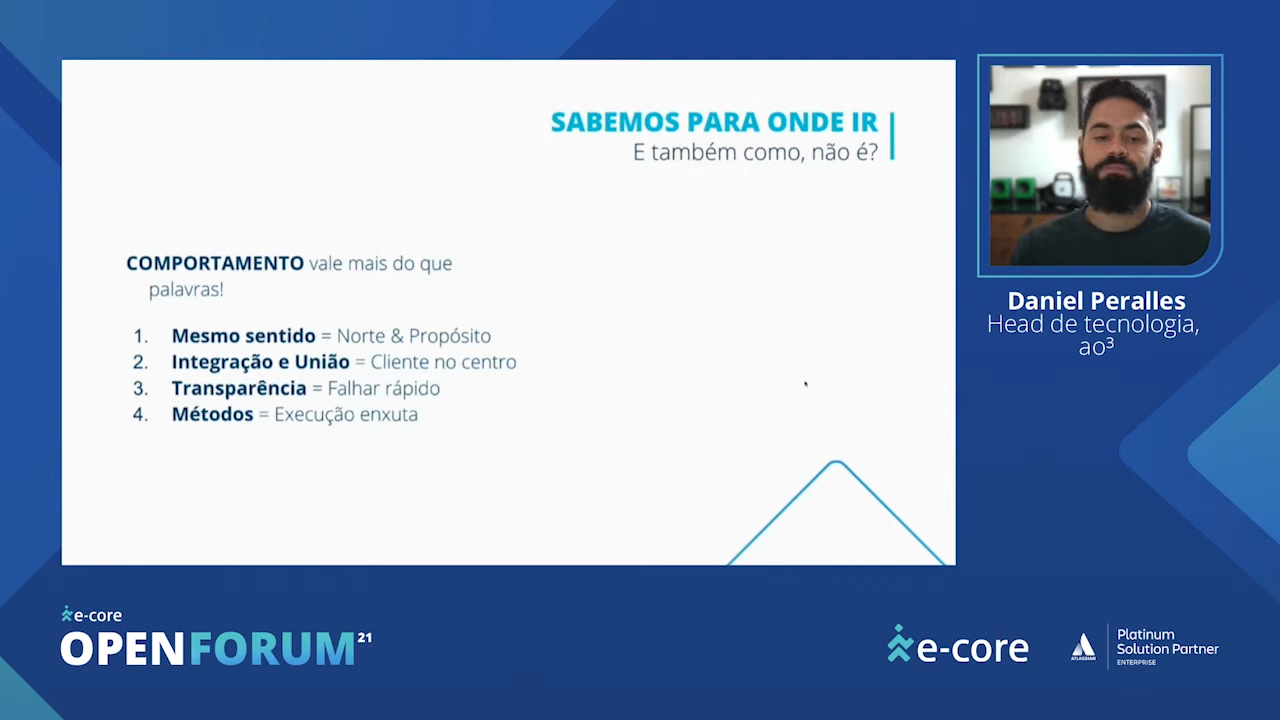 SABEMOS PARA ONDE IR
E também como, não é?
COMPORTAMENTO vale mais do que
palavras!
1. Mesmo sentido = Norte & Propósito
2. Integração e União = Cliente no centro
3. Transparência = Falhar rápido
4. Métodos = Execução enxuta
Daniel Peralles
Head de tecnologia,
ao³
e-core
OPENFORUM²¹
e-core
ATLASSIAN
Platinum
Solution Partner
ENTERPRISE